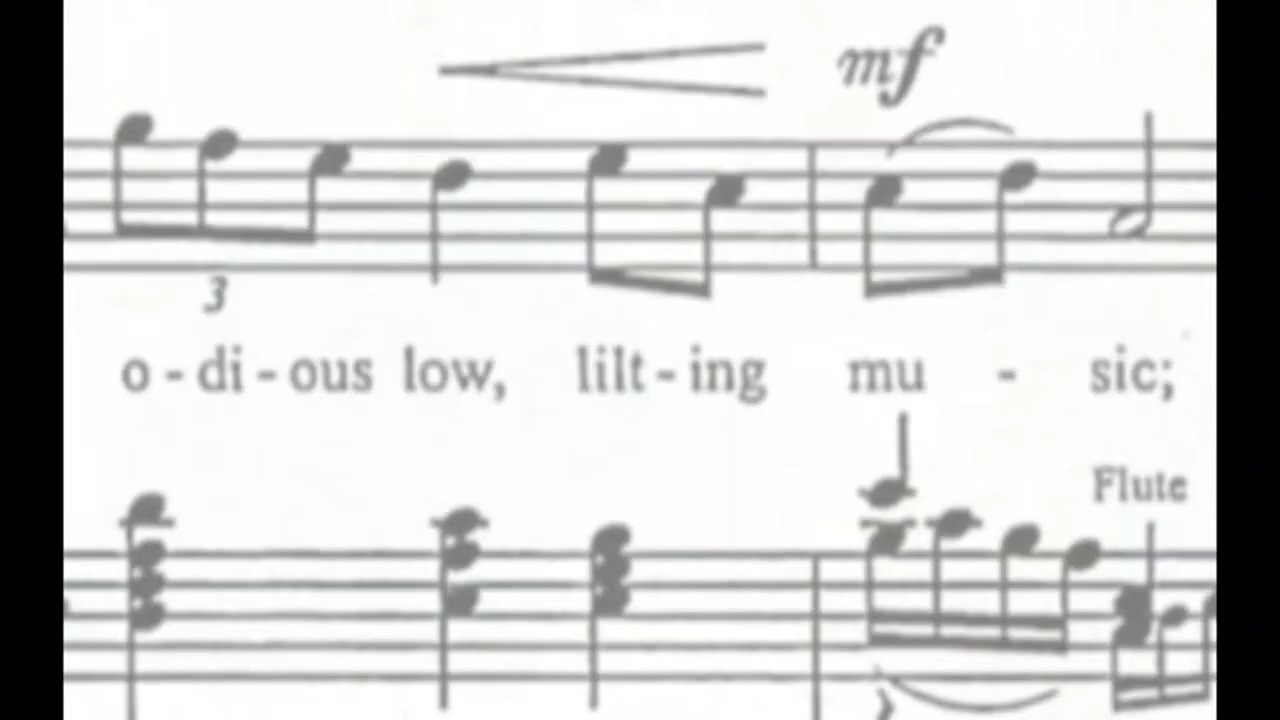 mf
3
o - di - ous low, lilt - ing mu - sic;
Flute